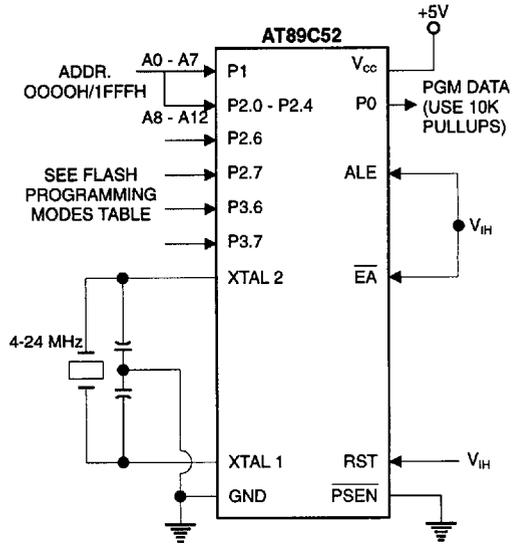 +5V
AT89C52
A0 - A7
ADDR.
OOOOH/1FFFH
P1
VCC
P2.0 - P2.4
P0
PGM DATA
(USE 10K
PULLUPS)
A8 - A12
P2.6
SEE FLASH
PROGRAMMING
MODES TABLE
P2.7
ALE
P3.6
P3.7
VIH
XTAL 2
EA
4-24 MHz
XTAL 1
RST
VIH
GND
PSEN